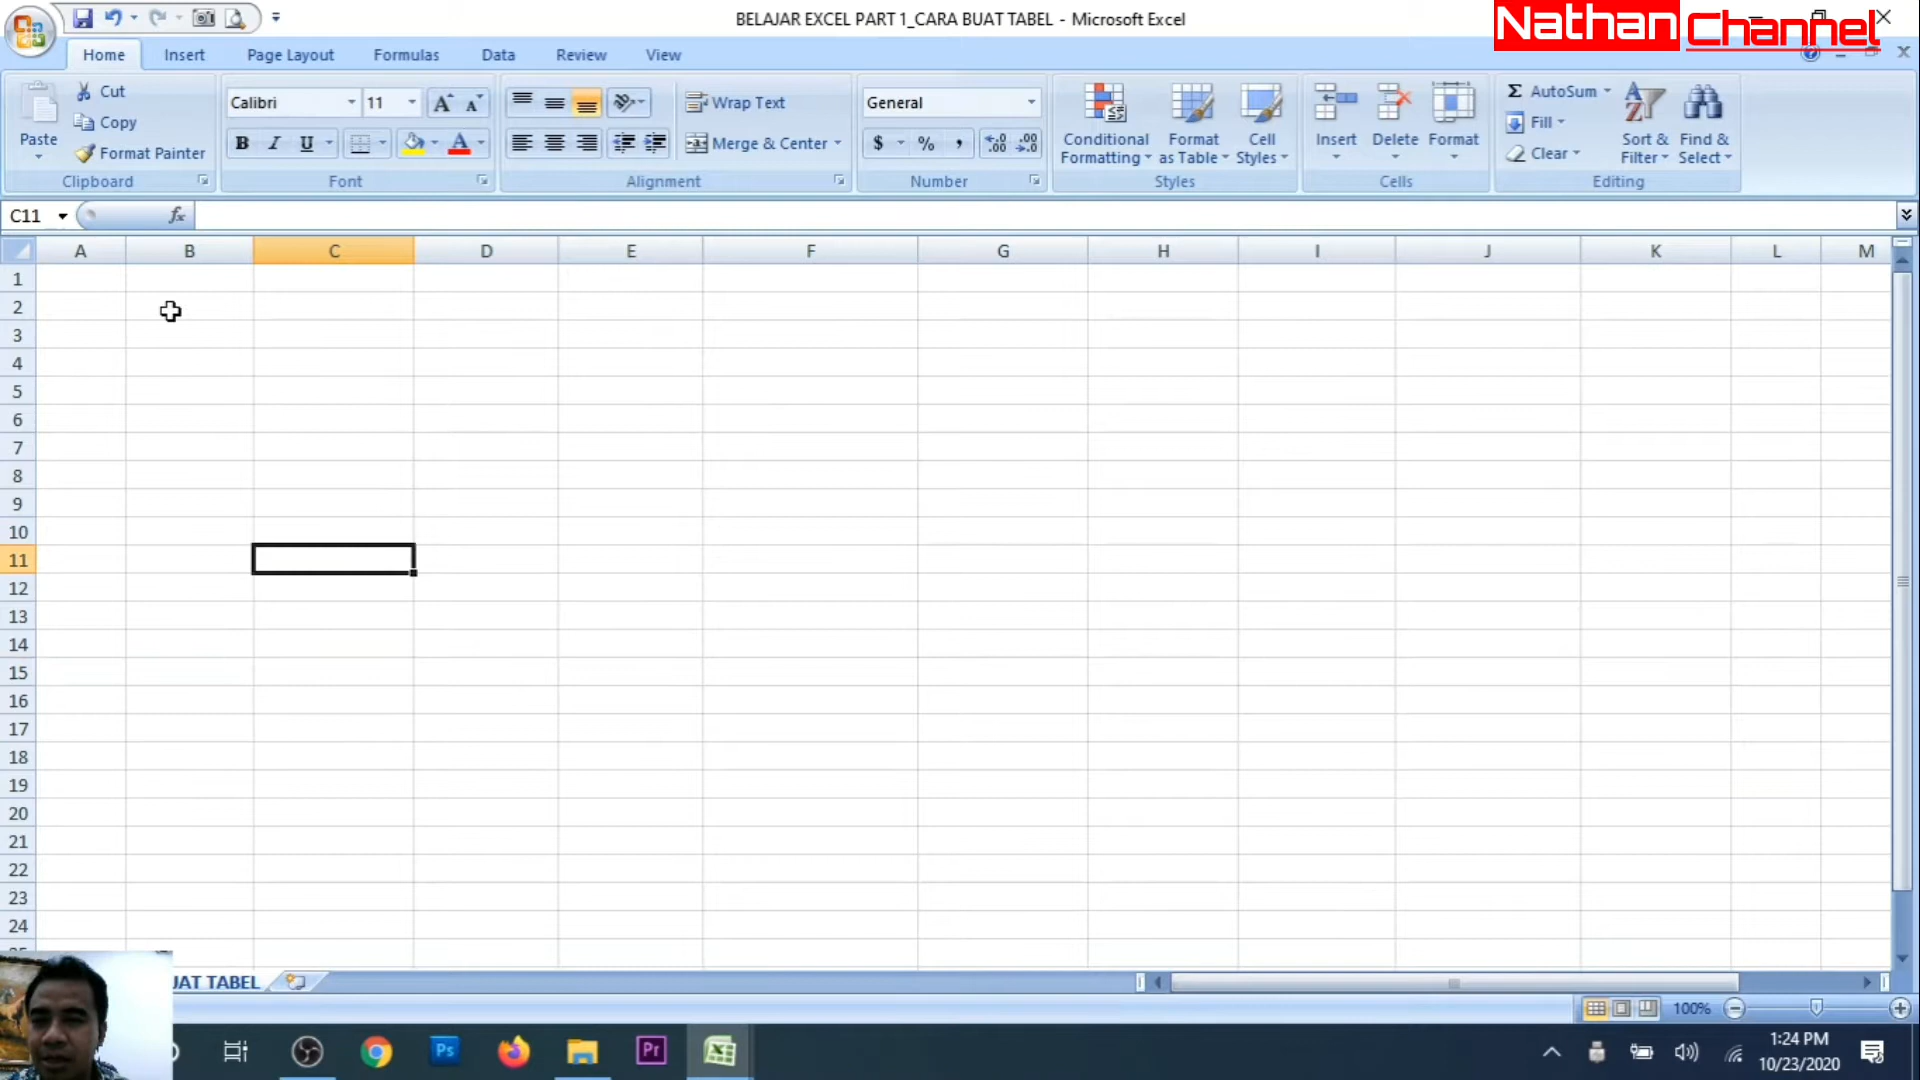 BELAJAR EXCEL PART 1_CARA BUAT TABEL - Microsoft Excel
Nathan Channel
Home Insert Page Layout Formulas Data Review View
Paste
Cut
Copy
Format Painter
Clipboard
Calibri 11
B I U A
Font
Wrap Text
Merge & Center
Alignment
General
$ % , .00 .00
Number
Conditional Formatting
Format as Table
Cell Styles
Styles
Insert Delete Format
Cells
Σ AutoSum
Fill
Clear
Sort & Filter
Find & Select
Editing
C11 fx
A B C D E F G H I J K L M
1
2
3
4
5
6
7
8
9
10
11
12
13
14
15
16
17
18
19
20
21
22
23
24
UAT TABEL
100%
Ps Pr
1:24 PM
10/23/2020